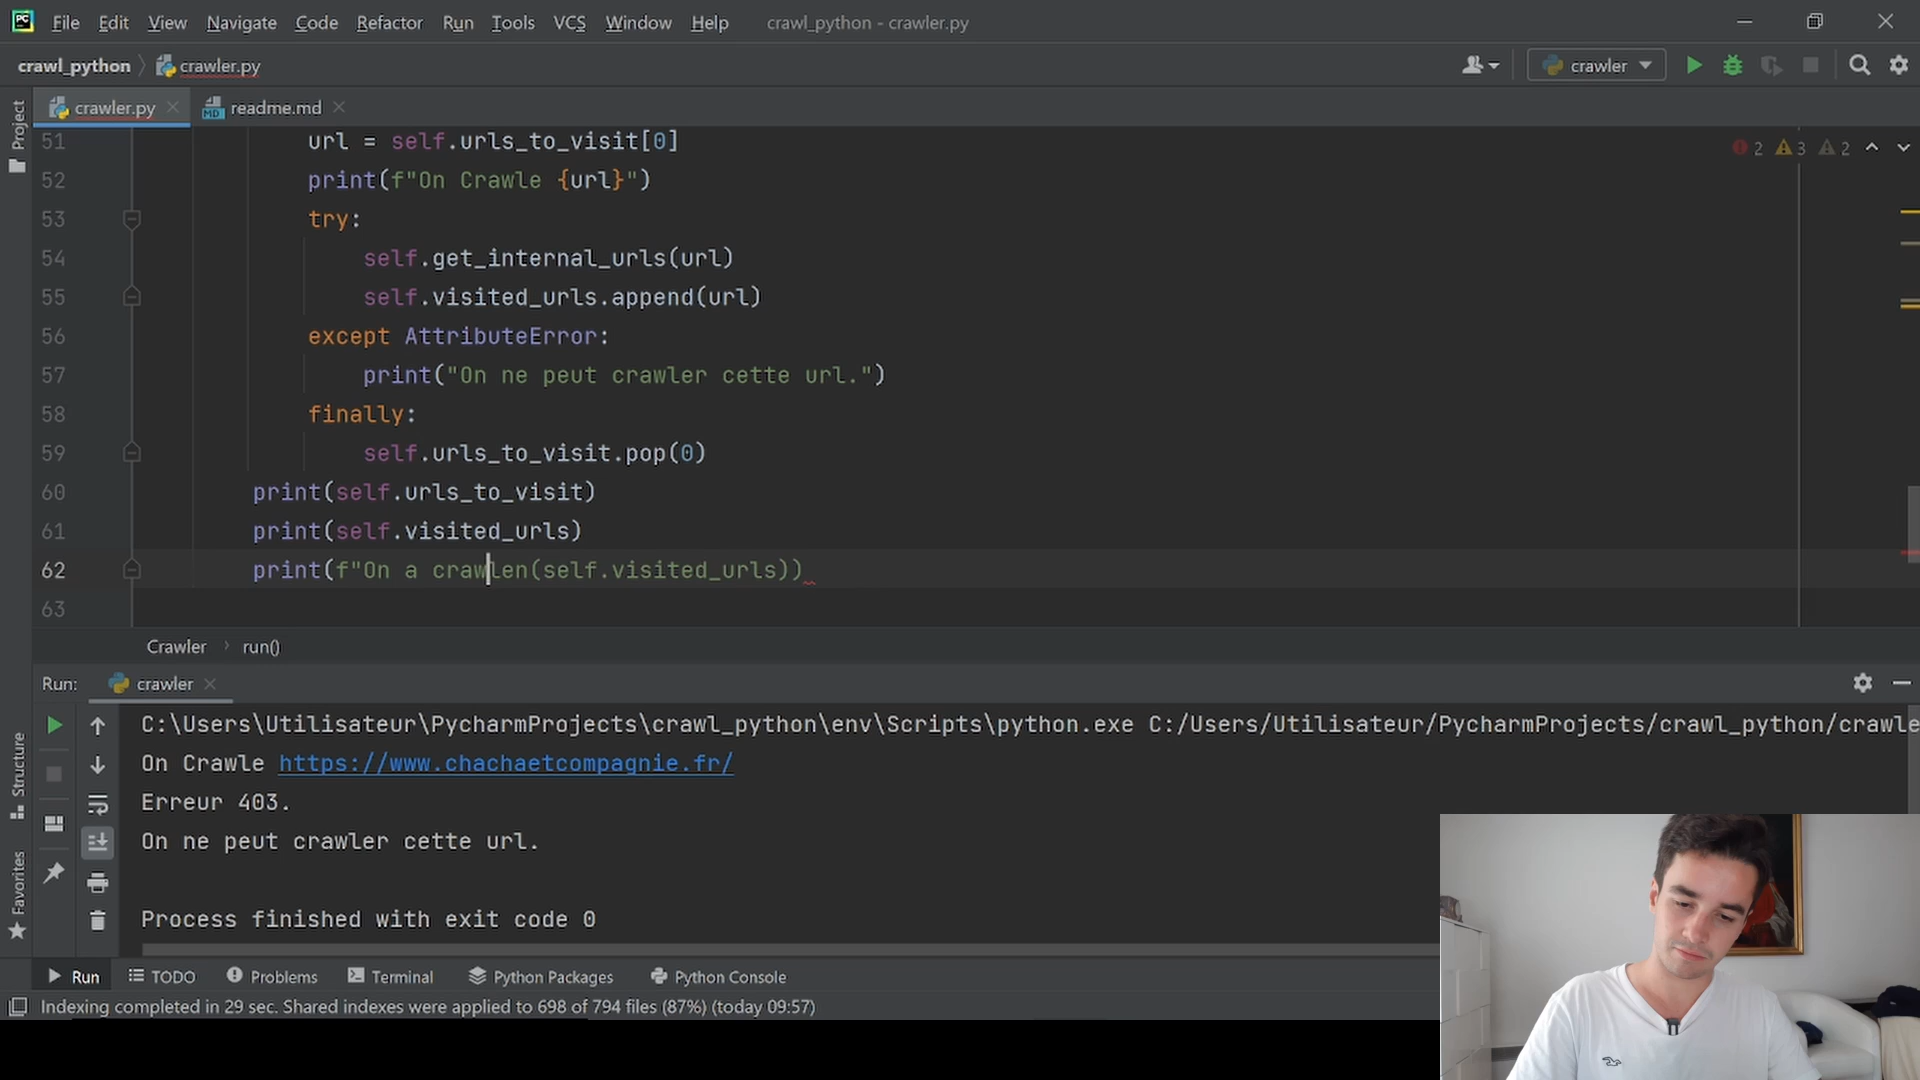 File Edit View Navigate Code Refactor Run Tools VCS Window Help crawl_python - crawler.py
crawl_python crawler.py crawler
Project
crawler.py readme.md
51 url = self.urls_to_visit[0] 2 3 2
52 print(f"On Crawle {url}")
53 try:
54 self.get_internal_urls(url)
55 self.visited_urls.append(url)
56 except AttributeError:
57 print("On ne peut crawler cette url.")
58 finally:
59 self.urls_to_visit.pop(0)
60 print(self.urls_to_visit)
61 print(self.visited_urls)
62 print(f"On a crawlen(self.visited_urls))
63
Crawler run()
Run: crawler
C:\Users\Utilisateur\PycharmProjects\crawl_python\env\Scripts\python.exe C:/Users/Utilisateur/PycharmProjects/crawl_python/crawle
On Crawle https://www.chachaetcompagnie.fr/
Erreur 403.
On ne peut crawler cette url.
Process finished with exit code 0
Structure
Favorites
Run TODO Problems Terminal Python Packages Python Console
Indexing completed in 29 sec. Shared indexes were applied to 698 of 794 files (87%) (today 09:57)